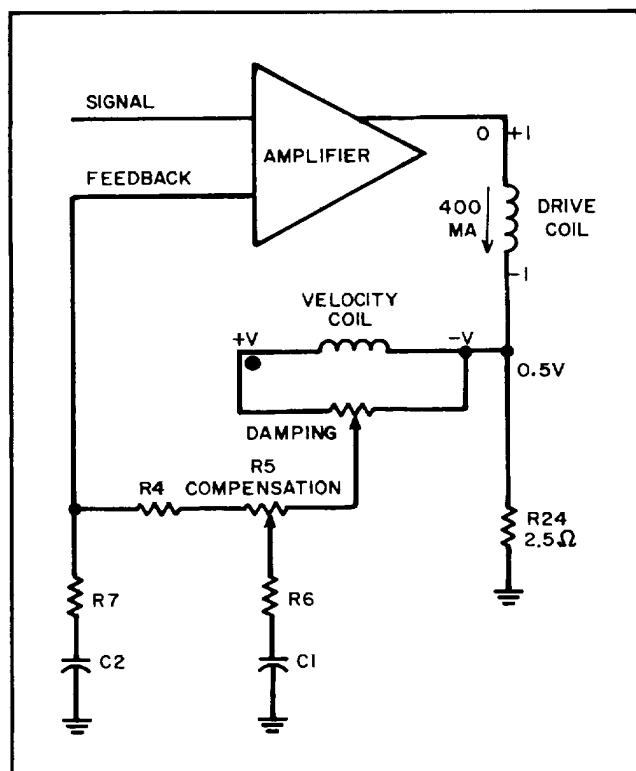 SIGNAL
AMPLIFIER
FEEDBACK
0 +1
400
MA
DRIVE
COIL
-1
VELOCITY
COIL
+V
-V
0.5V
DAMPING
R5
R4 COMPENSATION
R24
2.5Ω
R7
R6
C2
C1